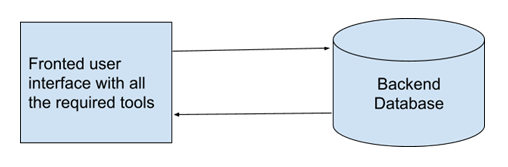 Fronted user
interface with all
the required tools
Backend
Database